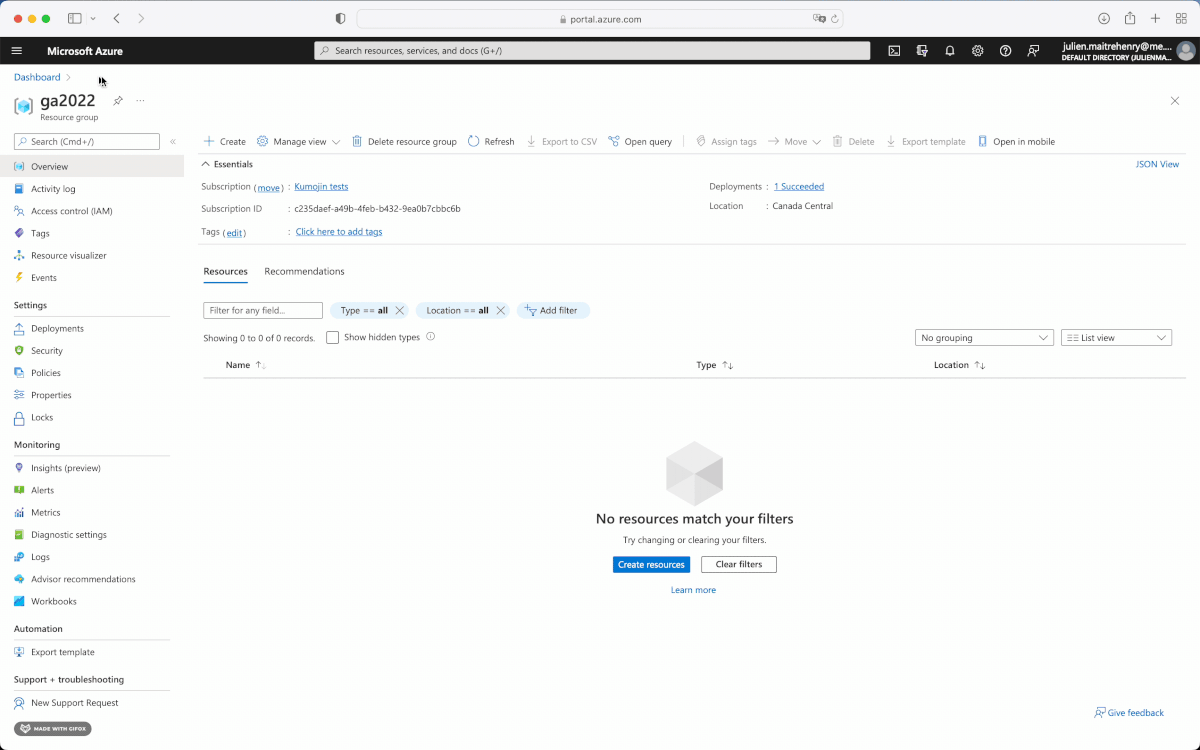 portal.azure.com
Microsoft Azure
Search resources, services, and docs (G+/)
julien.maitrehenry@me....
DEFAULT DIRECTORY (JULIENMA...
Dashboard
ga2022
Resource group
Search (Cmd+/)
Overview
Activity log
Access control (IAM)
Tags
Resource visualizer
Events
Settings
Deployments
Security
Policies
Properties
Locks
Monitoring
Insights (preview)
Alerts
Metrics
Diagnostic settings
Logs
Advisor recommendations
Workbooks
Automation
Export template
Support + troubleshooting
New Support Request
MADE WITH GIFOX
Create Manage view Delete resource group Refresh Export to CSV Open query Assign tags Move Delete Export template Open in mobile
Essentials JSON View
Subscription (move) : Kumojin tests Deployments : 1 Succeeded
Subscription ID : c235daef-a49b-4feb-b432-9ea0b7cbbc6b Location : Canada Central
Tags (edit) : Click here to add tags
Resources Recommendations
Filter for any field... Type == all Location == all Add filter
Showing 0 to 0 of 0 records. Show hidden types No grouping List view
Name Type Location
No resources match your filters
Try changing or clearing your filters.
Create resources Clear filters
Learn more
Give feedback